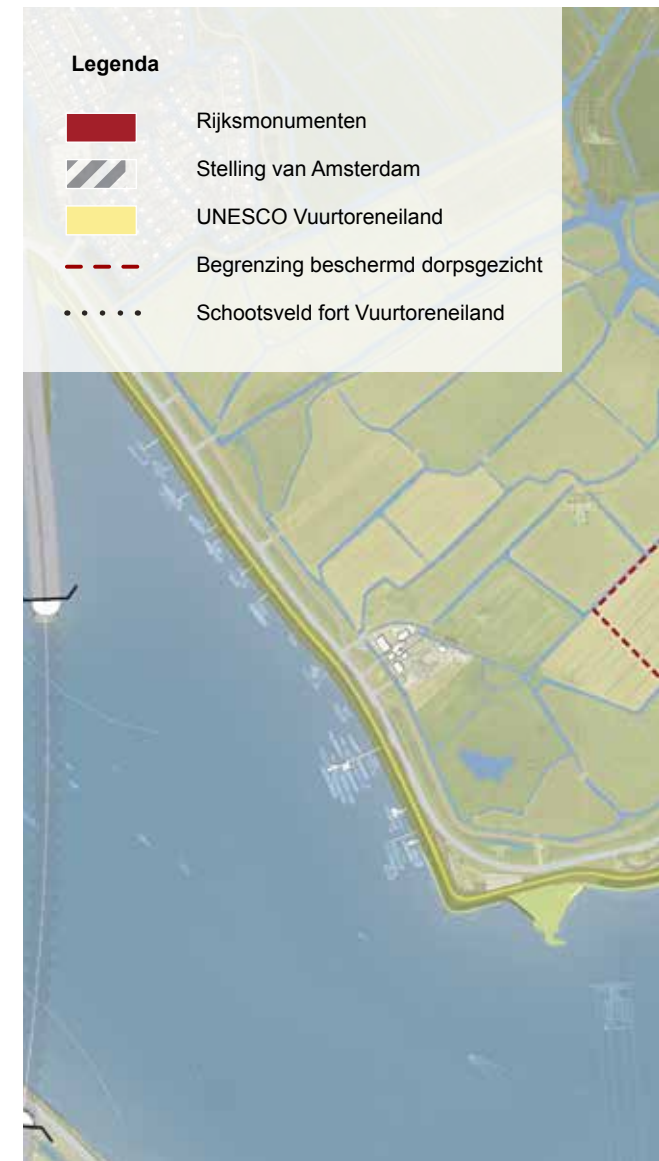 Legenda
Rijksmonumenten
Stelling van Amsterdam
UNESCO Vuurtoreneiland
Begrenzing beschermd dorpsgezicht
Schootsveld fort Vuurtoreneiland